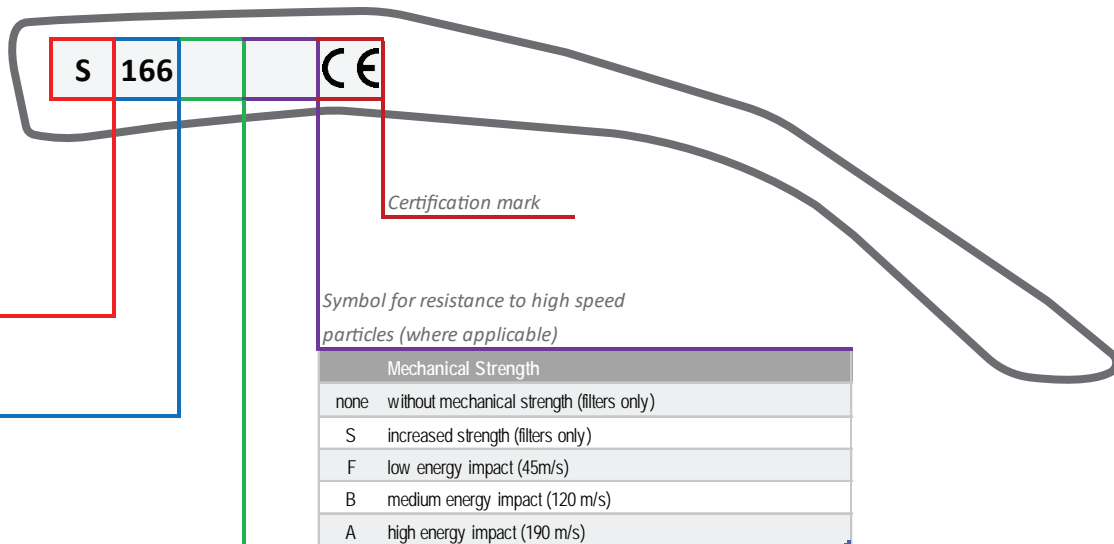 S 166 CE
Certification mark
Symbol for resistance to high speed
particles (where applicable)
Mechanical Strength
none without mechanical strength (filters only)
S increased strength (filters only)
F low energy impact (45m/s)
B medium energy impact (120 m/s)
A high energy impact (190 m/s)